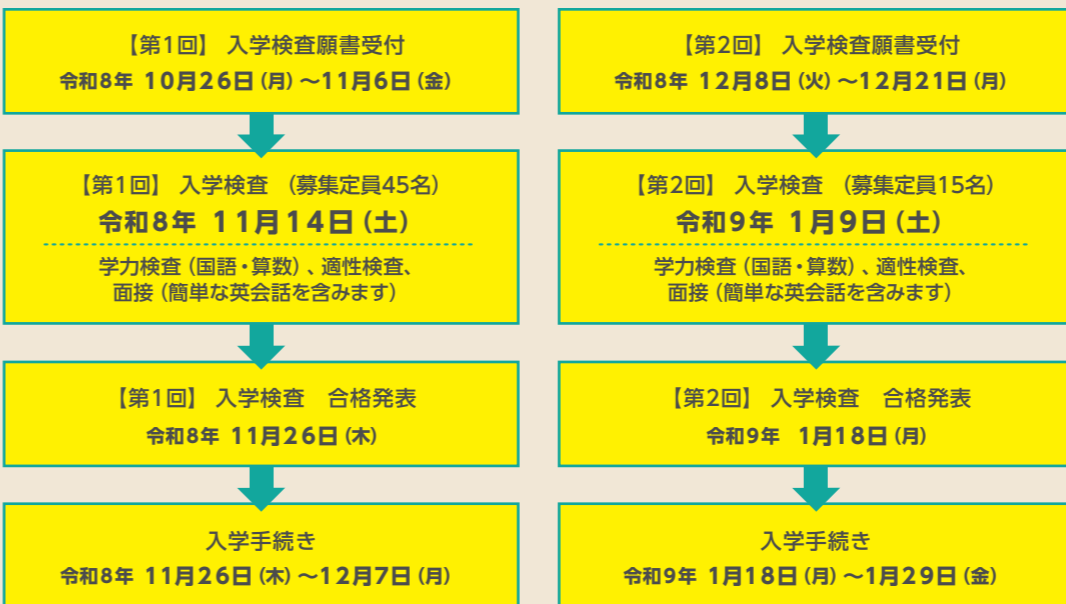 【第1回】 入学検査願書受付
令和8年 10月26日(月)~11月6日(金)
【第1回】 入学検査 (募集定員45名)
令和8年 11月14日(土)
学力検査(国語・算数)、適性検査、
面接(簡単な英会話を含みます)
【第1回】 入学検査 合格発表
令和8年 11月26日(木)
入学手続き
令和8年 11月26日(木)~12月7日(月)
【第2回】 入学検査願書受付
令和8年 12月8日(火)~12月21日(月)
【第2回】 入学検査 (募集定員15名)
令和9年 1月9日(土)
学力検査(国語・算数)、適性検査、
面接(簡単な英会話を含みます)
【第2回】 入学検査 合格発表
令和9年 1月18日(月)
入学手続き
令和9年 1月18日(月)~1月29日(金)